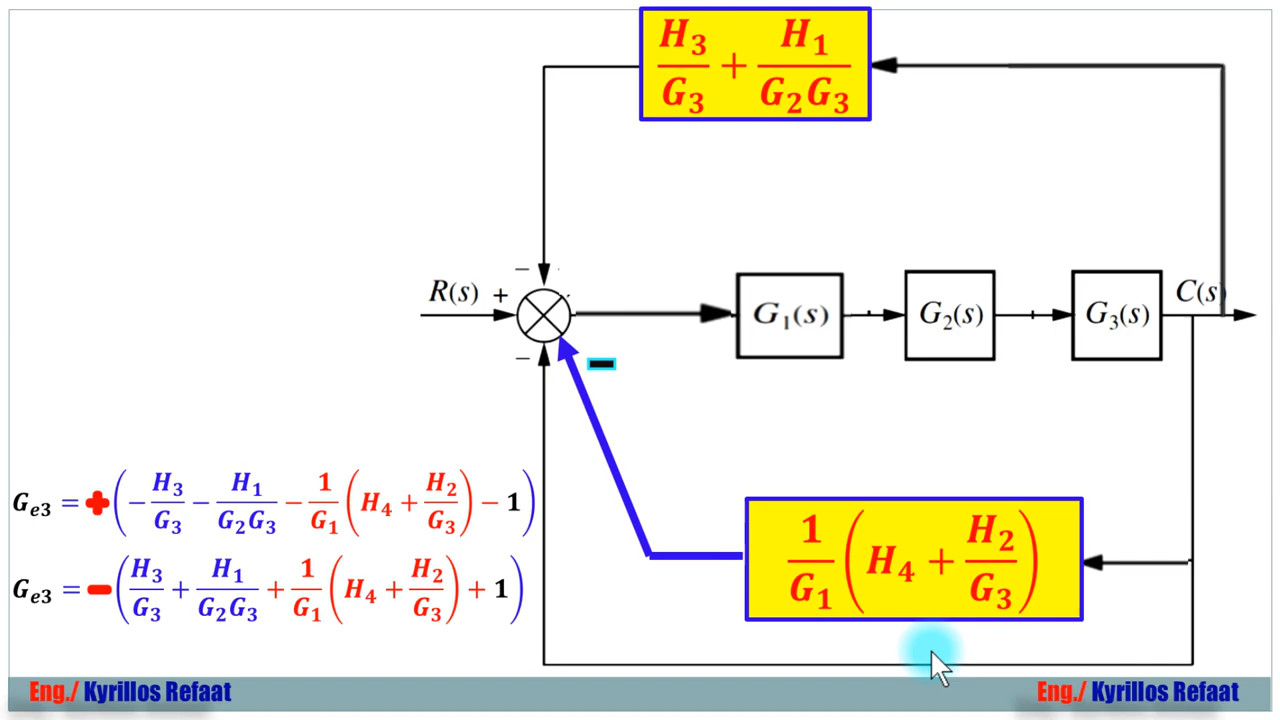 H₃/G₃ + H₁/(G₂G₃)
−
R(s) +
G₁(s)
G₂(s)
G₃(s)
C(s)
−
−
Gₑ₃ = +(−H₃/G₃ − H₁/(G₂G₃) − 1/G₁ (H₄ + H₂/G₃) − 1)
Gₑ₃ = −(H₃/G₃ + H₁/(G₂G₃) + 1/G₁ (H₄ + H₂/G₃) + 1)
1/G₁ (H₄ + H₂/G₃)
Eng./ Kyrillos Refaat
Eng./ Kyrillos Refaat